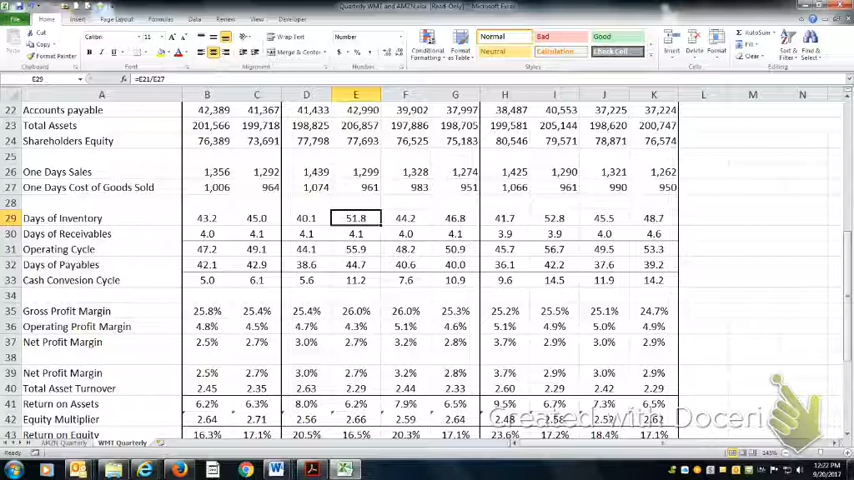 Quarterly WMT and AMZN.xlsx [Read-Only] - Microsoft Excel
File Home Insert Page Layout Formulas Data Review View Developer
Cut
Copy
Format Painter
Clipboard
Calibri 11
Font
Wrap Text
Merge & Center
Alignment
Number
$ % ,
Number
Conditional Formatting Format as Table
Normal Bad Good
Neutral Calculation Check Cell
Styles
Insert Delete Format
Cells
AutoSum
Fill
Clear
Sort & Filter Find & Select
Editing
E29 fx =E21/E27
A B C D E F G H I J K L M N
22 Accounts payable 42,389 41,367 41,433 42,990 39,902 37,997 38,487 40,553 37,225 37,224
23 Total Assets 201,566 199,718 198,825 206,857 197,886 198,705 199,581 205,144 198,620 200,747
24 Shareholders Equity 76,389 73,691 77,798 77,693 76,525 75,183 80,546 79,571 78,871 76,574
25
26 One Days Sales 1,356 1,292 1,439 1,299 1,328 1,274 1,425 1,290 1,321 1,262
27 One Days Cost of Goods Sold 1,006 964 1,074 961 983 951 1,066 961 990 950
28
29 Days of Inventory 43.2 45.0 40.1 51.8 44.2 46.8 41.7 52.8 45.5 48.7
30 Days of Receivables 4.0 4.1 4.1 4.1 4.0 4.1 3.9 3.9 4.0 4.6
31 Operating Cycle 47.2 49.1 44.1 55.9 48.2 50.9 45.7 56.7 49.5 53.3
32 Days of Payables 42.1 42.9 38.6 44.7 40.6 40.0 36.1 42.2 37.6 39.2
33 Cash Convesion Cycle 5.0 6.1 5.6 11.2 7.6 10.9 9.6 14.5 11.9 14.2
34
35 Gross Profit Margin 25.8% 25.4% 25.4% 26.0% 26.0% 25.3% 25.2% 25.5% 25.1% 24.7%
36 Operating Profit Margin 4.8% 4.5% 4.7% 4.3% 5.1% 4.6% 5.1% 4.9% 5.0% 4.9%
37 Net Profit Margin 2.5% 2.7% 3.0% 2.7% 3.2% 2.8% 3.7% 2.9% 3.0% 2.9%
38
39 Net Profit Margin 2.5% 2.7% 3.0% 2.7% 3.2% 2.8% 3.7% 2.9% 3.0% 2.9%
40 Total Asset Turnover 2.45 2.35 2.63 2.29 2.44 2.33 2.60 2.29 2.42 2.29
41 Return on Assets 6.2% 6.3% 8.0% 6.2% 7.9% 6.5% 9.5% 6.7% 7.3% 6.5%
42 Equity Multiplier 2.64 2.71 2.56 2.66 2.59 2.64 2.48 2.58 2.52 2.62
43 Return on Equity 16.3% 17.1% 20.5% 16.5% 20.3% 17.1% 23.6% 17.2% 18.4% 17.1%
Created with Doceri
AMZN Quarterly WMT Quarterly
Ready 145%
12:22 PM
9/20/2017